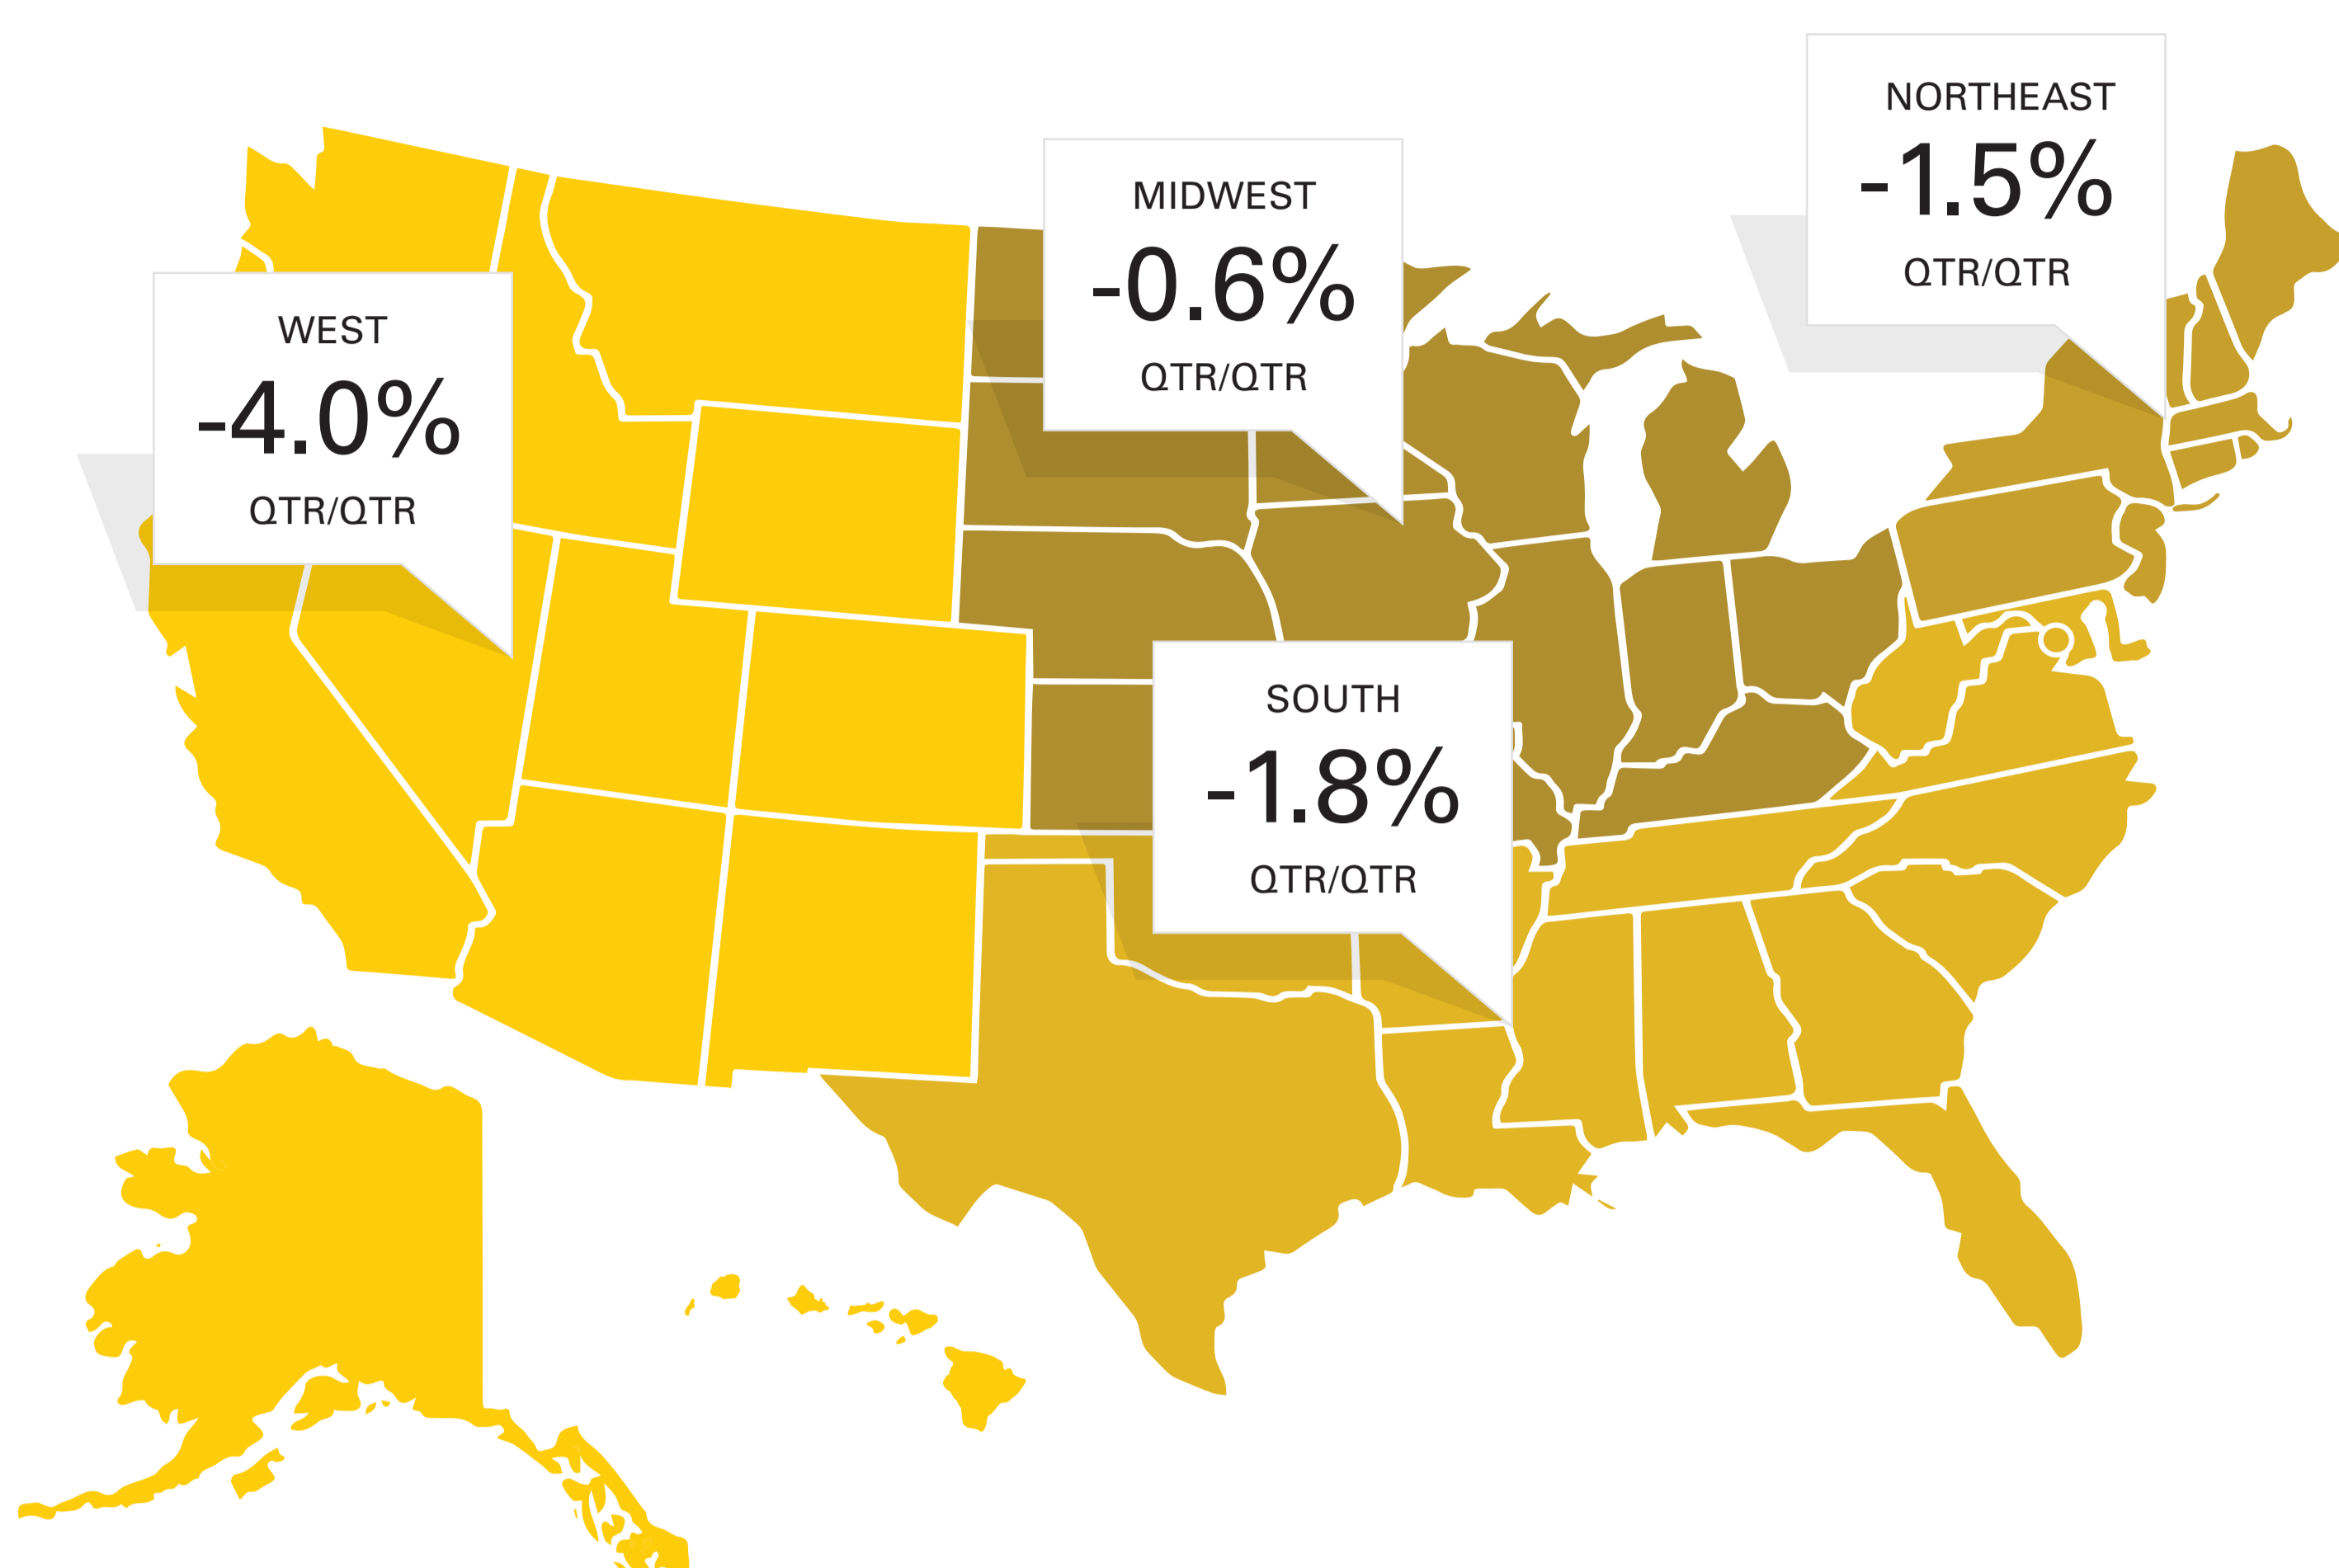 NORTHEAST
-1.5%
QTR/QTR
MIDWEST
-0.6%
QTR/QTR
WEST
-4.0%
QTR/QTR
SOUTH
-1.8%
QTR/QTR